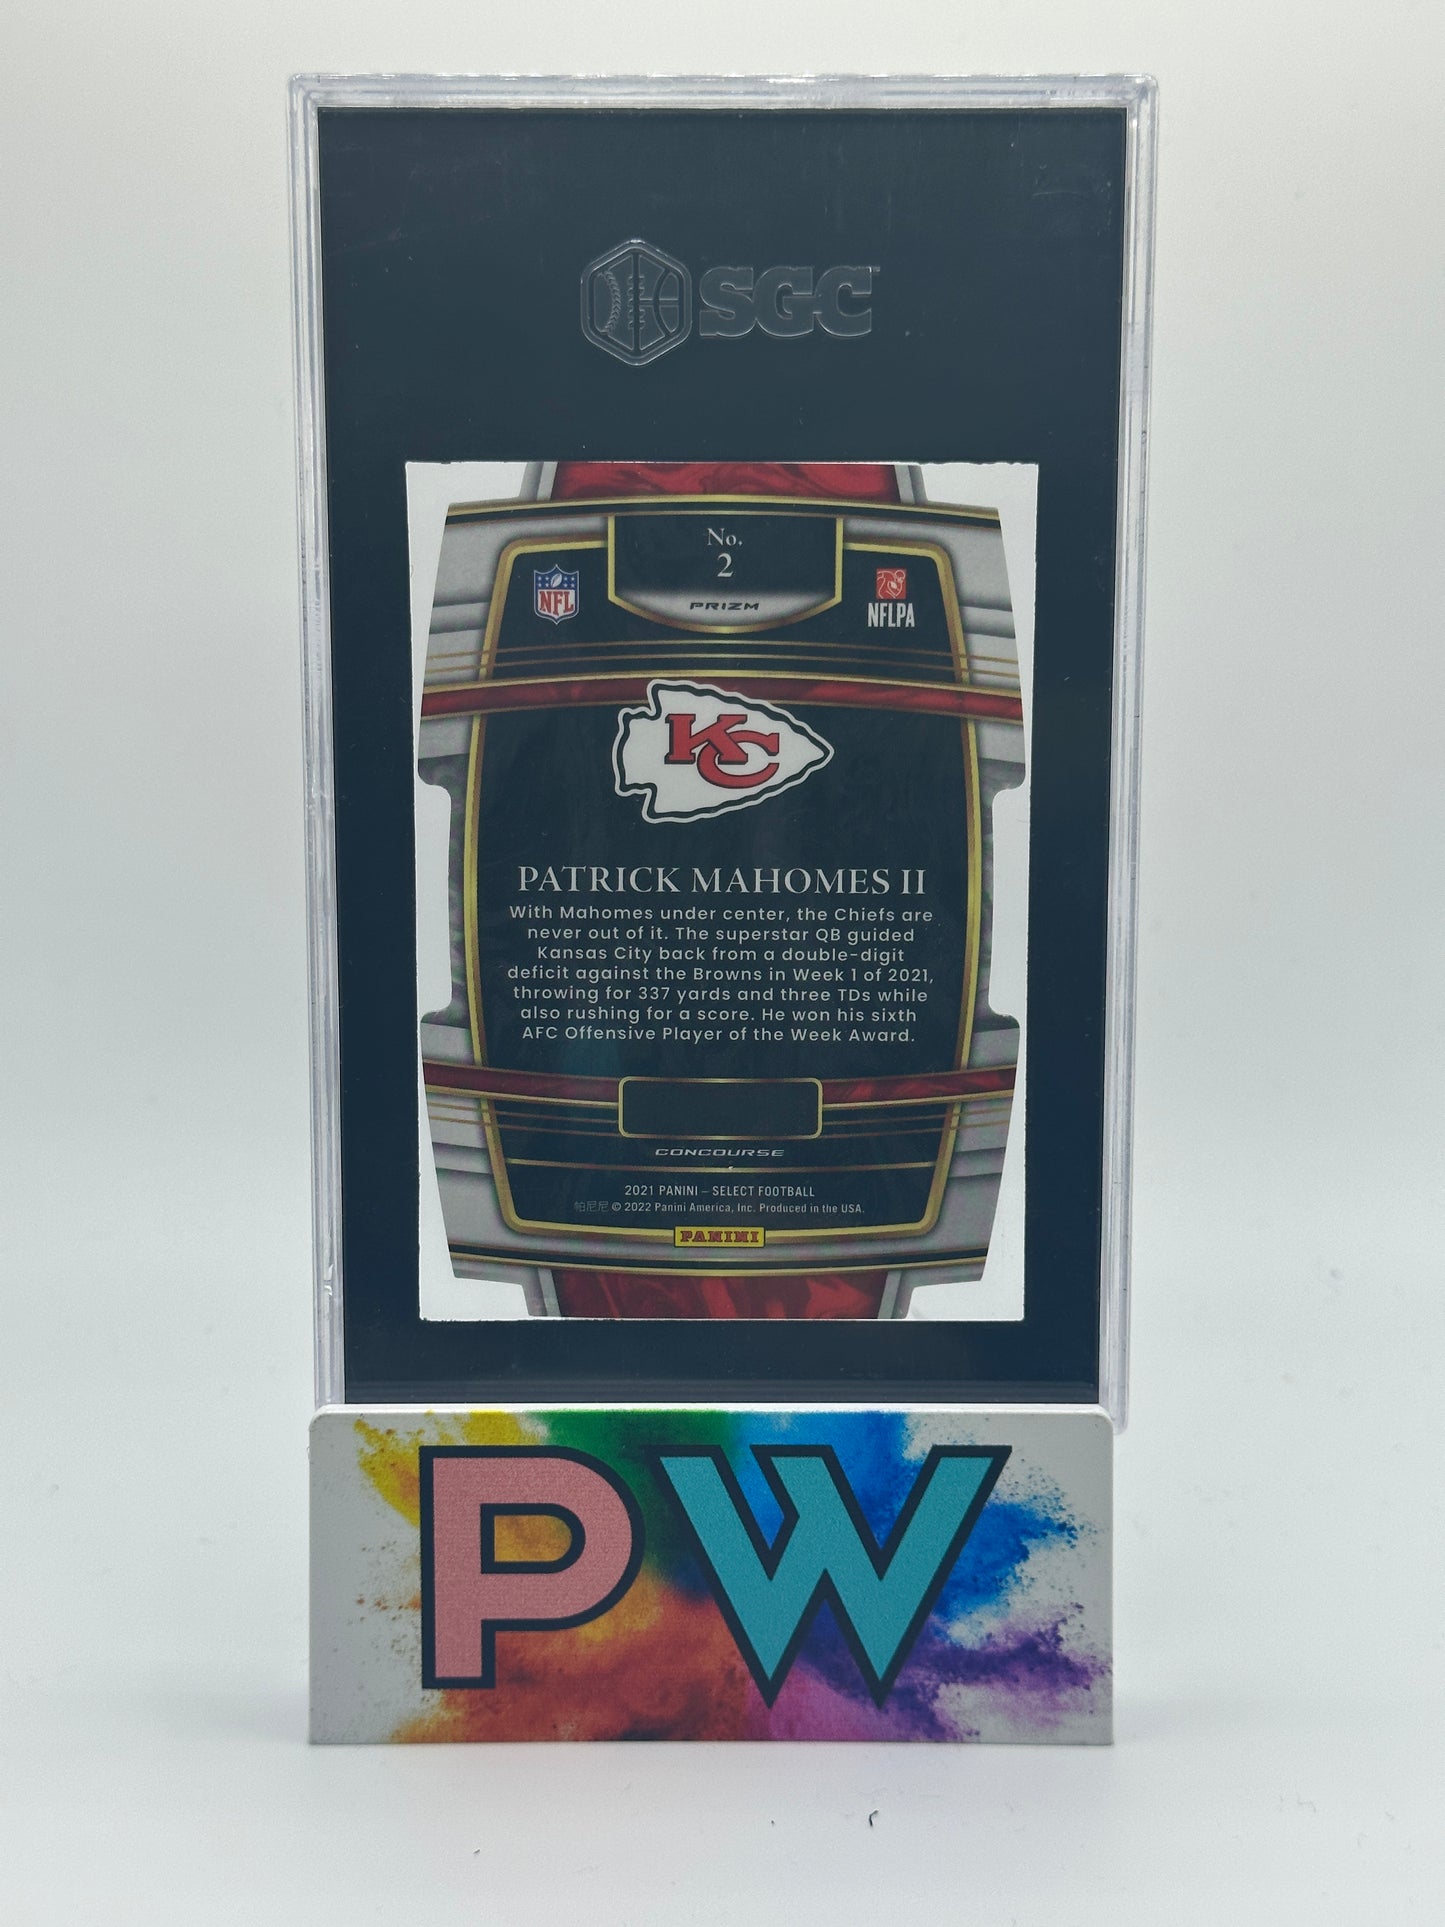 SGC
No.
2
PRIZM
NFL
NFLPA
KC
PATRICK MAHOMES II
With Mahomes under center, the Chiefs are
never out of it. The superstar QB guided
Kansas City back from a double-digit
deficit against the Browns in Week 1 of 2021,
throwing for 337 yards and three TDs while
also rushing for a score. He won his sixth
AFC Offensive Player of the Week Award.
CONCOURSE
2021 PANINI – SELECT FOOTBALL
帕尼尼 © 2022 Panini America, Inc. Produced in the USA.
PANINI
PW